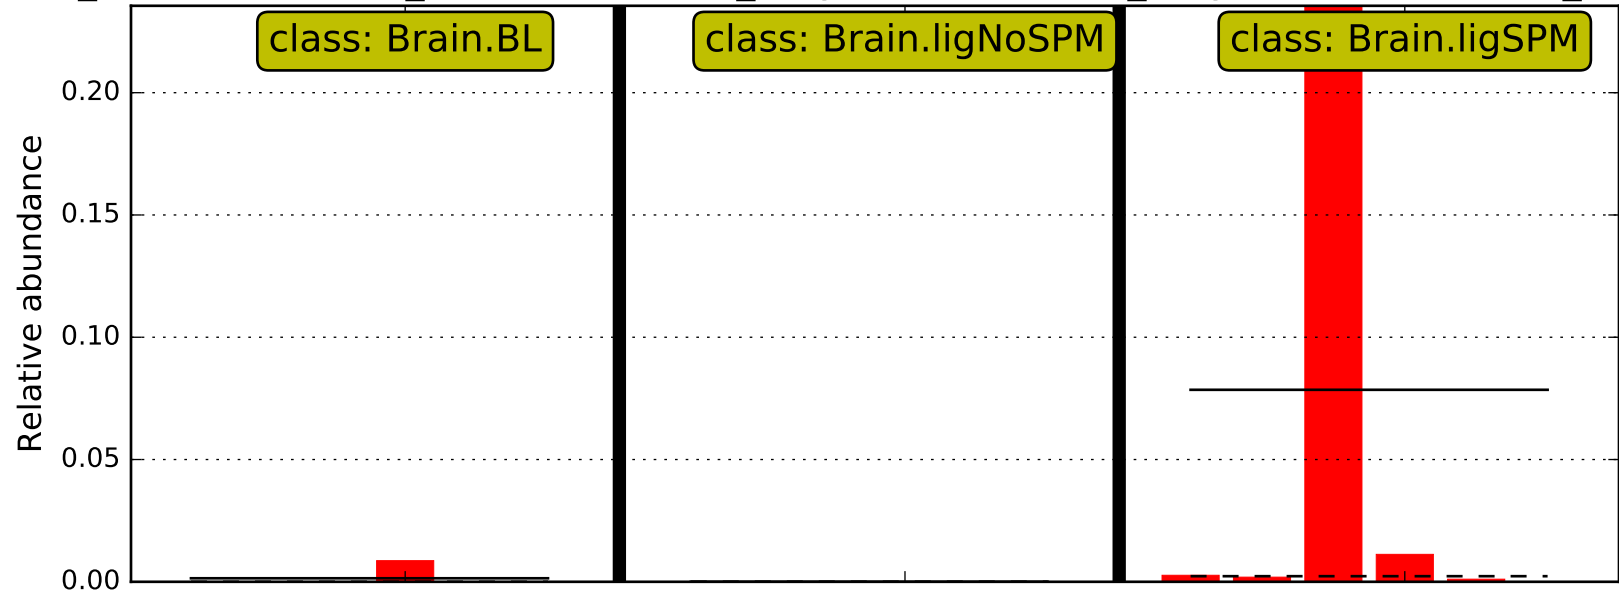 class: Brain.BL
class: Brain.ligNoSPM
class: Brain.ligSPM
Relative abundance
0.20
0.15
0.10
0.05
0.00